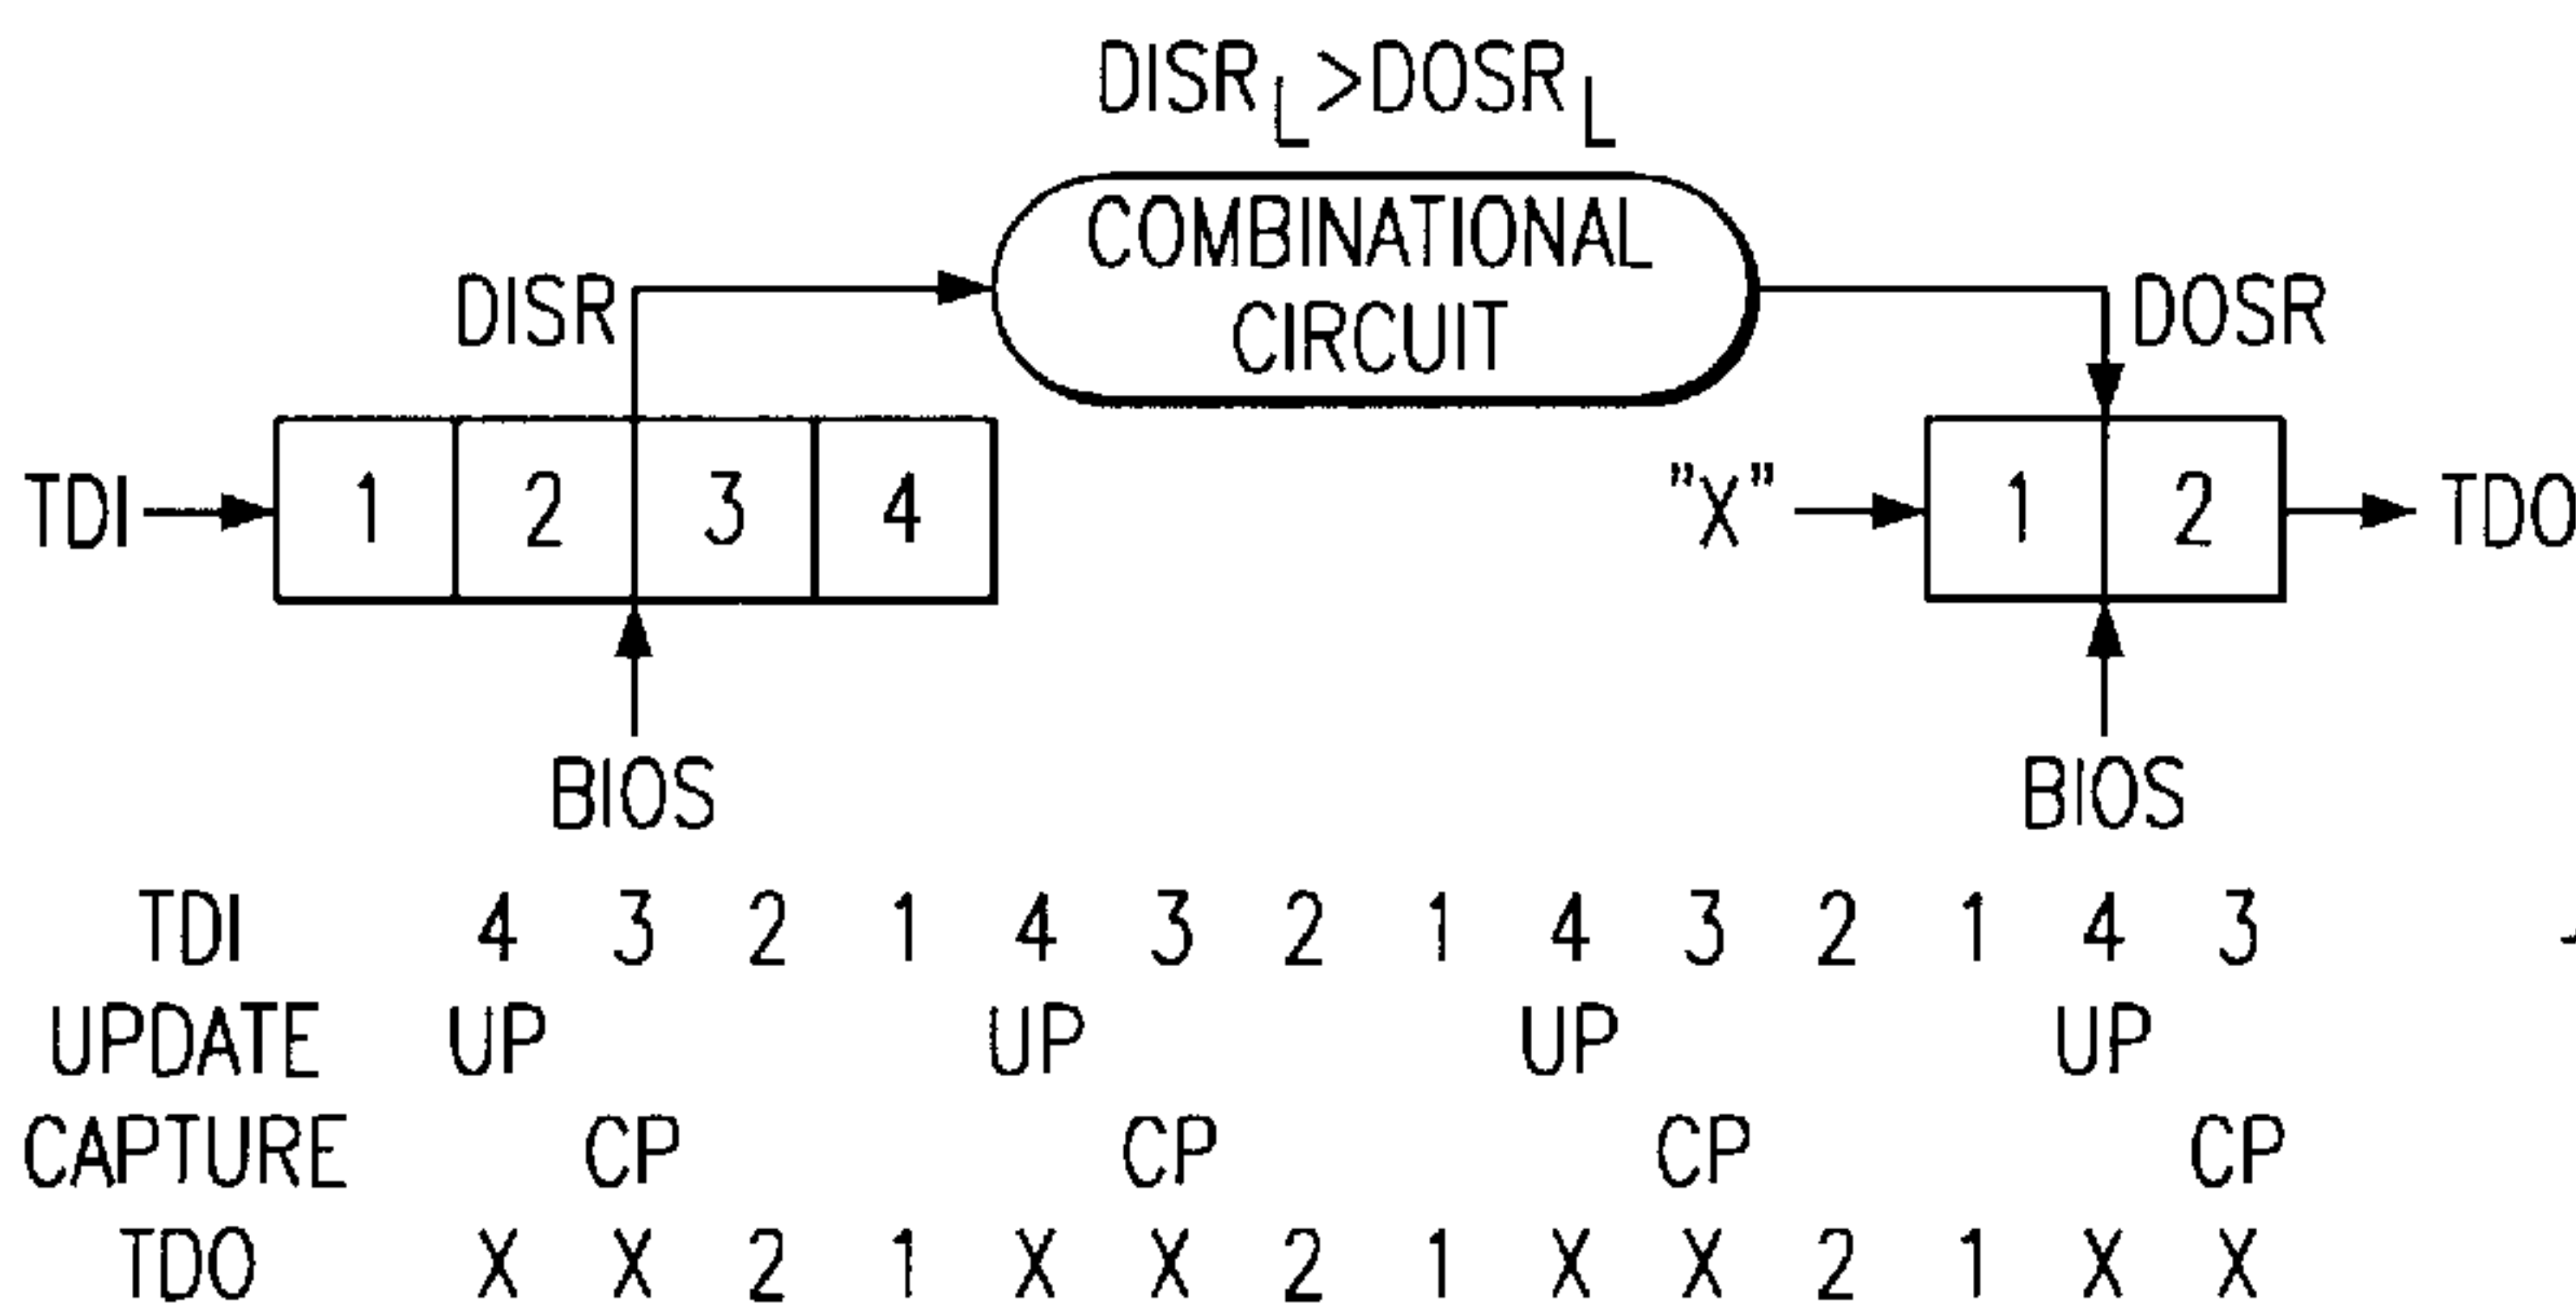 DISR L >DOSR L
COMBINATIONAL
CIRCUIT
DISR
DOSR
TDI 1 2 3 4 "X" 1 2 TDO
BIOS BIOS
TDI 4 3 2 1 4 3 2 1 4 3 2 1 4 3
UPDATE UP UP UP UP
CAPTURE CP CP CP CP
TDO X X 2 1 X X 2 1 X X 2 1 X X